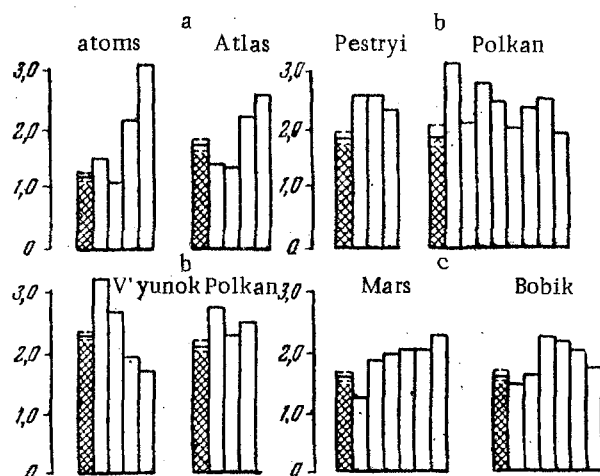 a b
atoms Atlas Pestryi Polkan
3,0 3,0
2,0 2,0
1,0 1,0
0 0
b c
V'yunok Polkan Mars Bobik
3,0 3,0
2,0 2,0
1,0 1,0
0 0